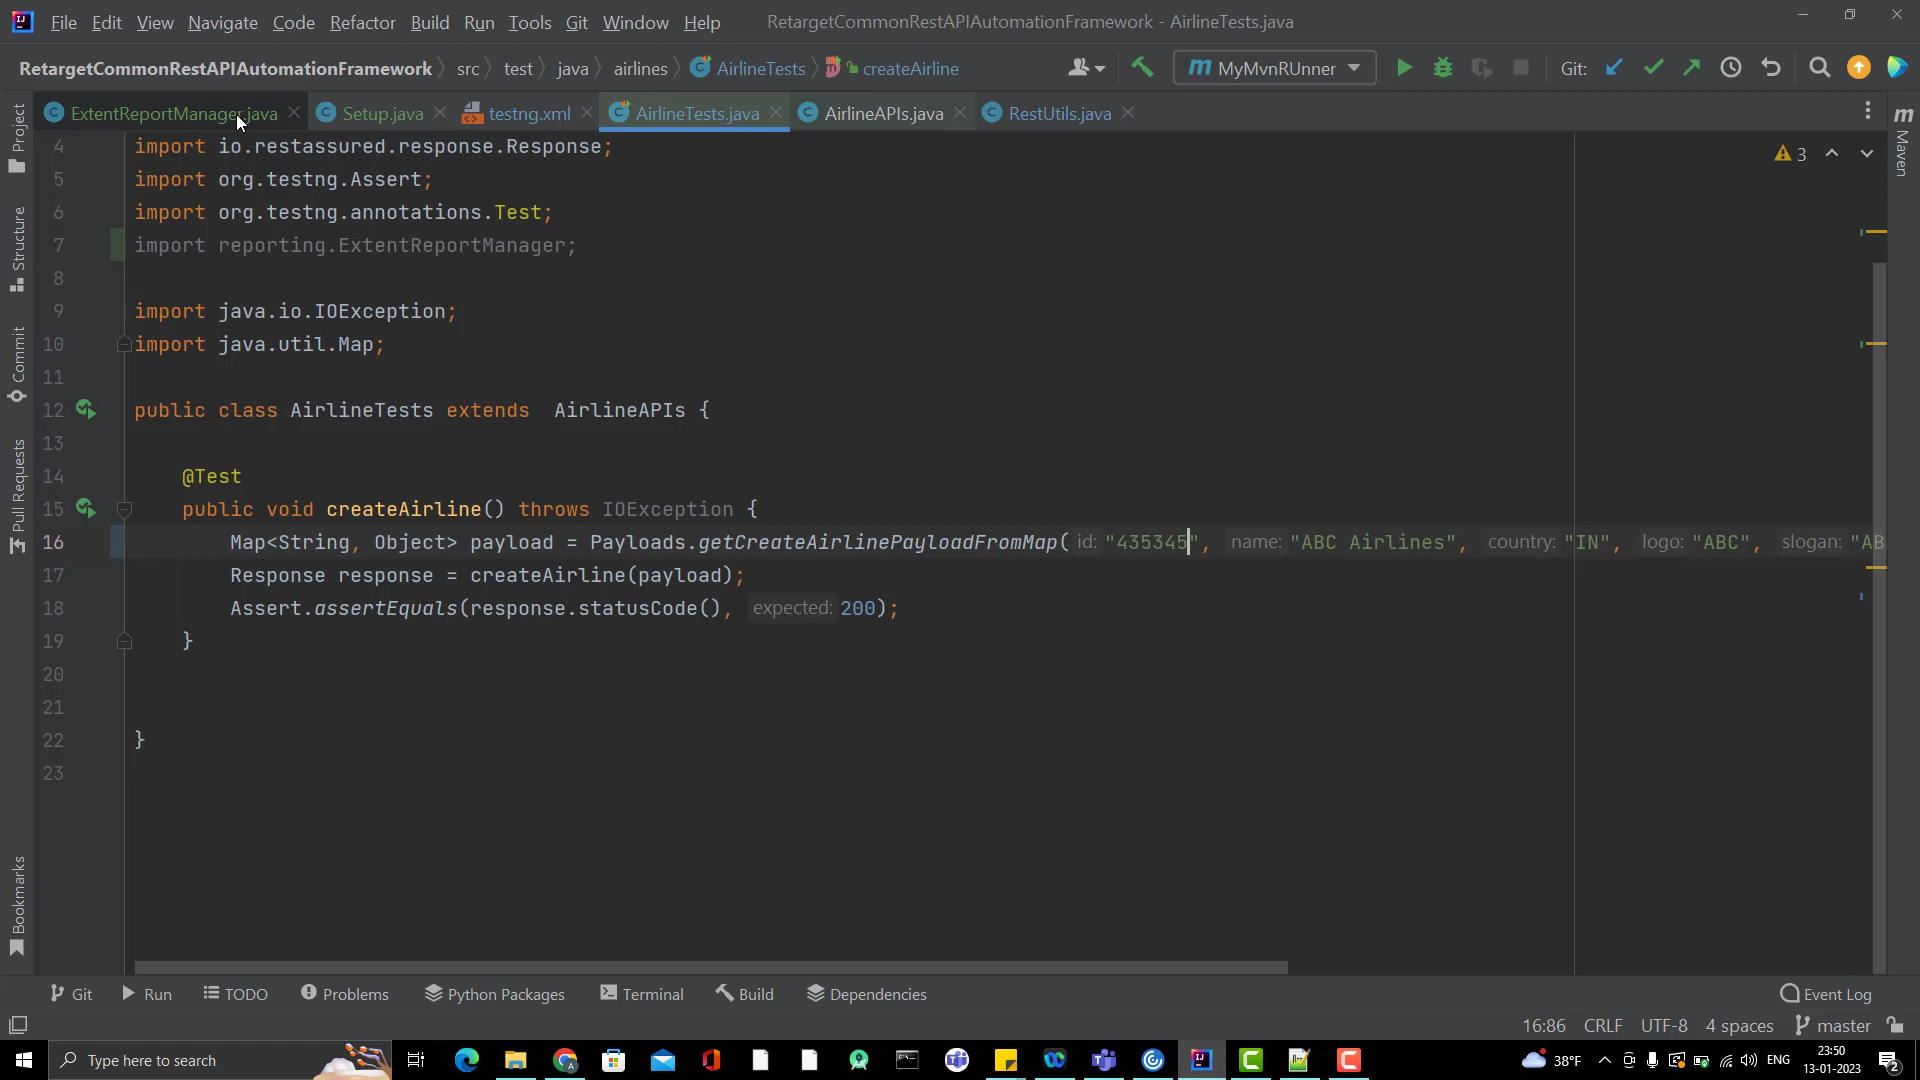 File Edit View Navigate Code Refactor Build Run Tools Git Window Help RetargetCommonRestAPIAutomationFramework - AirlineTests.java
RetargetCommonRestAPIAutomationFramework src test java airlines AirlineTests createAirline MyMvnRUnner Git:
ExtentReportManager.java Setup.java testng.xml AirlineTests.java AirlineAPIs.java RestUtils.java
Project
Structure
Commit
Pull Requests
Bookmarks
Maven
3
4 import io.restassured.response.Response;
5 import org.testng.Assert;
6 import org.testng.annotations.Test;
7 import reporting.ExtentReportManager;
8
9 import java.io.IOException;
10 import java.util.Map;
11
12 public class AirlineTests extends  AirlineAPIs {
13
14 @Test
15 public void createAirline() throws IOException {
16 Map<String, Object> payload = Payloads.getCreateAirlinePayloadFromMap( id: "435345", name: "ABC Airlines", country: "IN", logo: "ABC", slogan: "AB
17 Response response = createAirline(payload);
18 Assert.assertEquals(response.statusCode(), expected: 200);
19 }
20
21
22 }
23
Git Run TODO Problems Python Packages Terminal Build Dependencies Event Log
16:86 CRLF UTF-8 4 spaces master
Type here to search 38°F ENG 23:50
13-01-2023 2